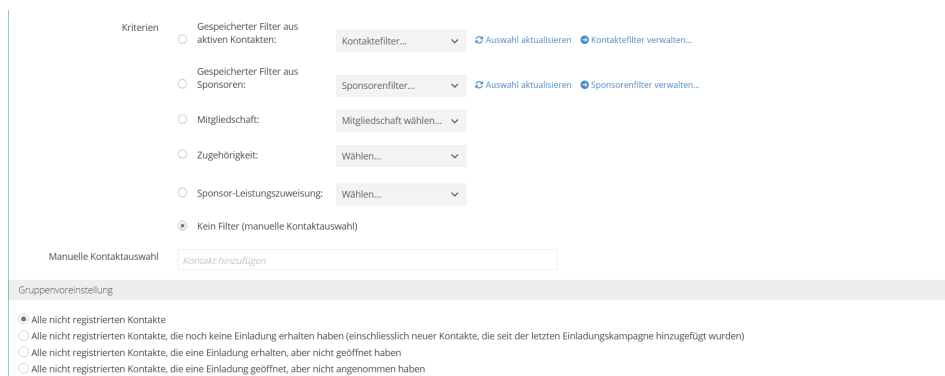 Kriterien
Gespeicherter Filter aus
aktiven Kontakten:
Kontaktefilter...
Auswahl aktualisieren
Kontaktefilter verwalten...
Gespeicherter Filter aus
Sponsoren:
Sponsorenfilter...
Auswahl aktualisieren
Sponsorenfilter verwalten...
Mitgliedschaft:
Mitgliedschaft wählen...
Zugehörigkeit:
Wählen...
Sponsor-Leistungszuweisung:
Wählen...
Kein Filter (manuelle Kontaktauswahl)
Manuelle Kontaktauswahl
Kontakt hinzufügen
Gruppenvoreinstellung
Alle nicht registrierten Kontakte
Alle nicht registrierten Kontakte, die noch keine Einladung erhalten haben (einschliesslich neuer Kontakte, die seit der letzten Einladungskampagne hinzugefügt wurden)
Alle nicht registrierten Kontakte, die eine Einladung erhalten, aber nicht geöffnet haben
Alle nicht registrierten Kontakte, die eine Einladung geöffnet, aber nicht angenommen haben